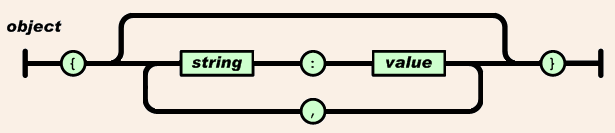 object
{ string : value }
,